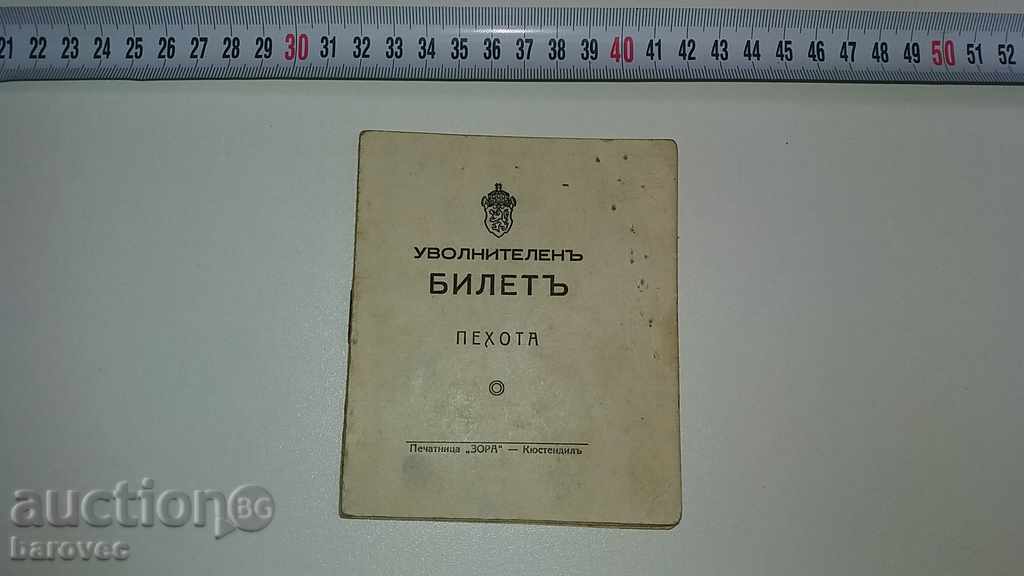 21 22 23 24 25 26 27 28 29 30 31 32 33 34 35 36 37 38 39 40 41 42 43 44 45 46 47 48 49 50 51 52
УВОЛНИТЕЛЕНЪ
БИЛЕТЪ
ПЕХОТА
Печатница „ЗОРА“ — Кюстендилъ
auction BG
barovec